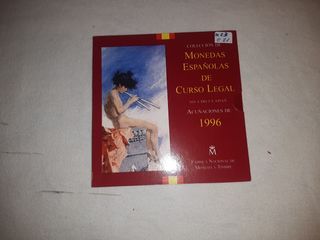 COLECCIÓN DE
MONEDAS
ESPAÑOLAS
DE
CURSO LEGAL
ACUÑACIONES DE
1996
M
FÁBRICA NACIONAL DE
MONEDA Y TIMBRE